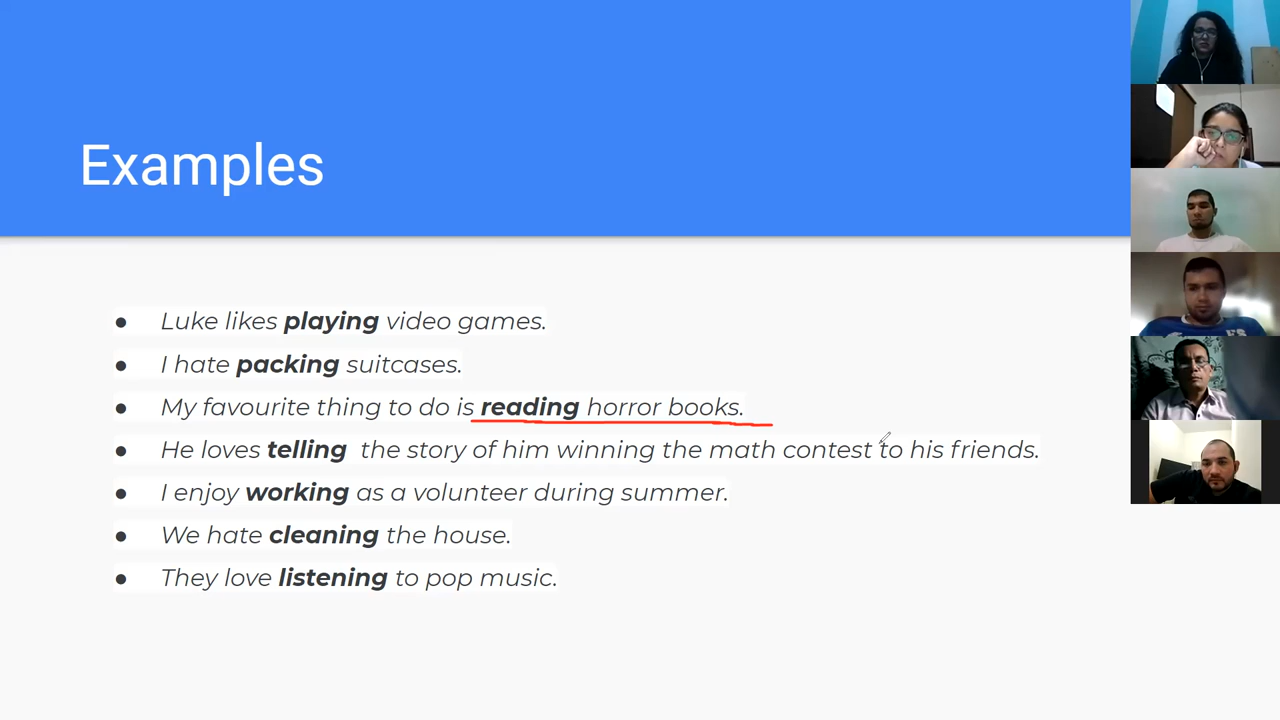 Examples
● Luke likes playing video games.
● I hate packing suitcases.
● My favourite thing to do is reading horror books.
● He loves telling the story of him winning the math contest to his friends.
● I enjoy working as a volunteer during summer.
● We hate cleaning the house.
● They love listening to pop music.